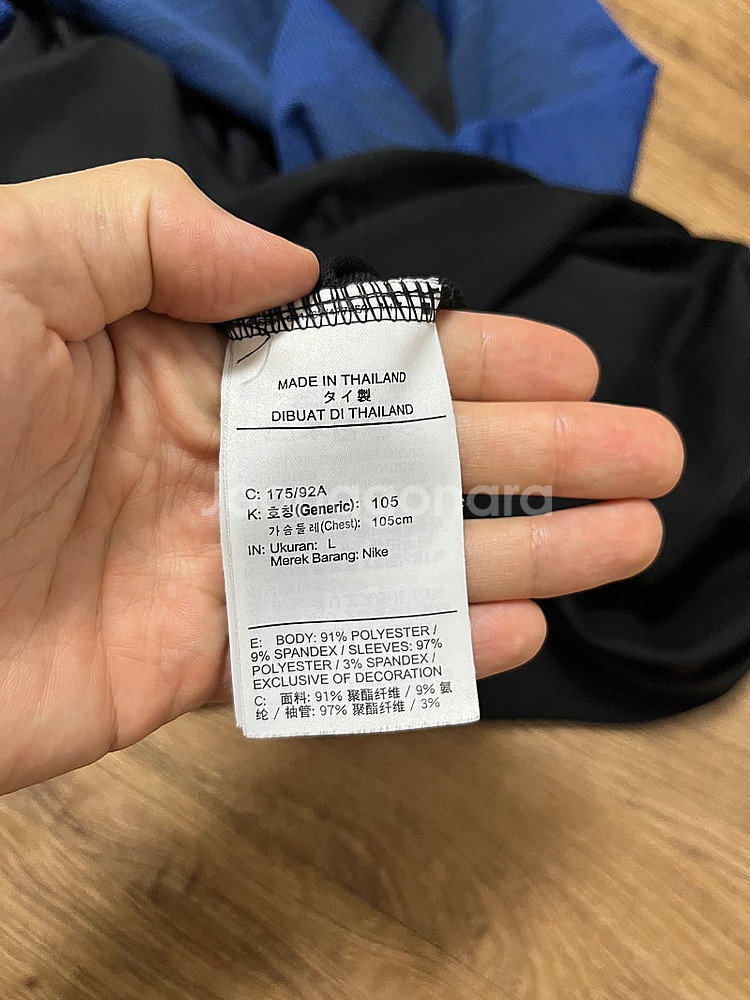 MADE IN THAILAND
タイ製
DIBUAT DI THAILAND
C: 175/92A
K: 호칭(Generic): 105
가슴둘레(Chest): 105cm
IN: Ukuran: L
Merek Barang: Nike
E: BODY: 91% POLYESTER /
9% SPANDEX / SLEEVES: 97%
POLYESTER / 3% SPANDEX /
EXCLUSIVE OF DECORATION
C: 面料: 91% 聚酯纤维 / 9% 氨
纶 / 袖管: 97% 聚酯纤维 / 3%